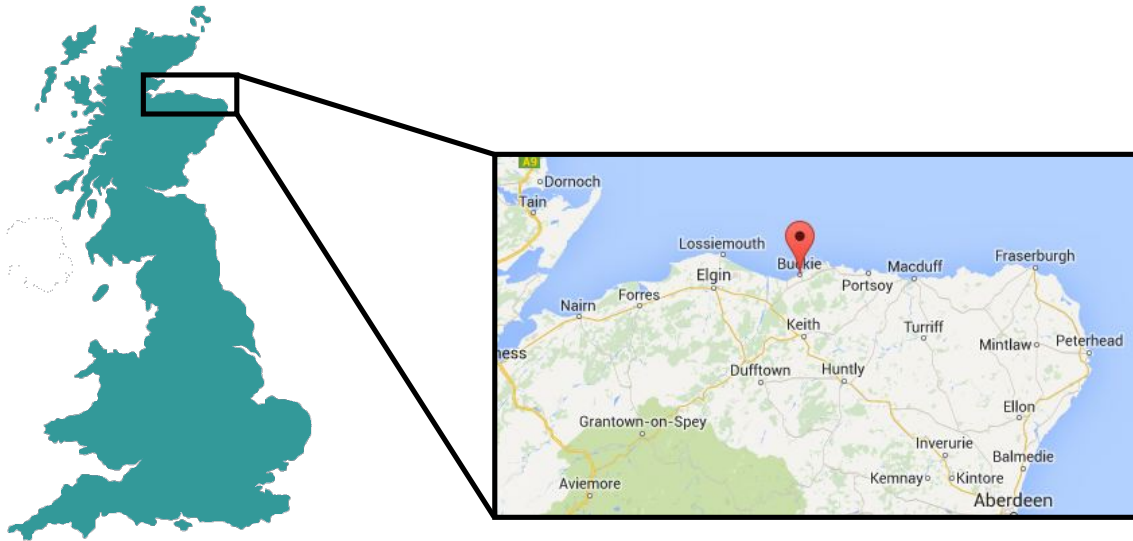 A9
Dornoch
Tain
Lossiemouth
Buckie
Macduff
Fraserburgh
Elgin
Portsoy
Nairn
Forres
Keith
Turriff
Mintlaw
Peterhead
ness
Dufftown
Huntly
Grantown-on-Spey
Ellon
Inverurie
Balmedie
Aviemore
Kemnay
Kintore
Aberdeen